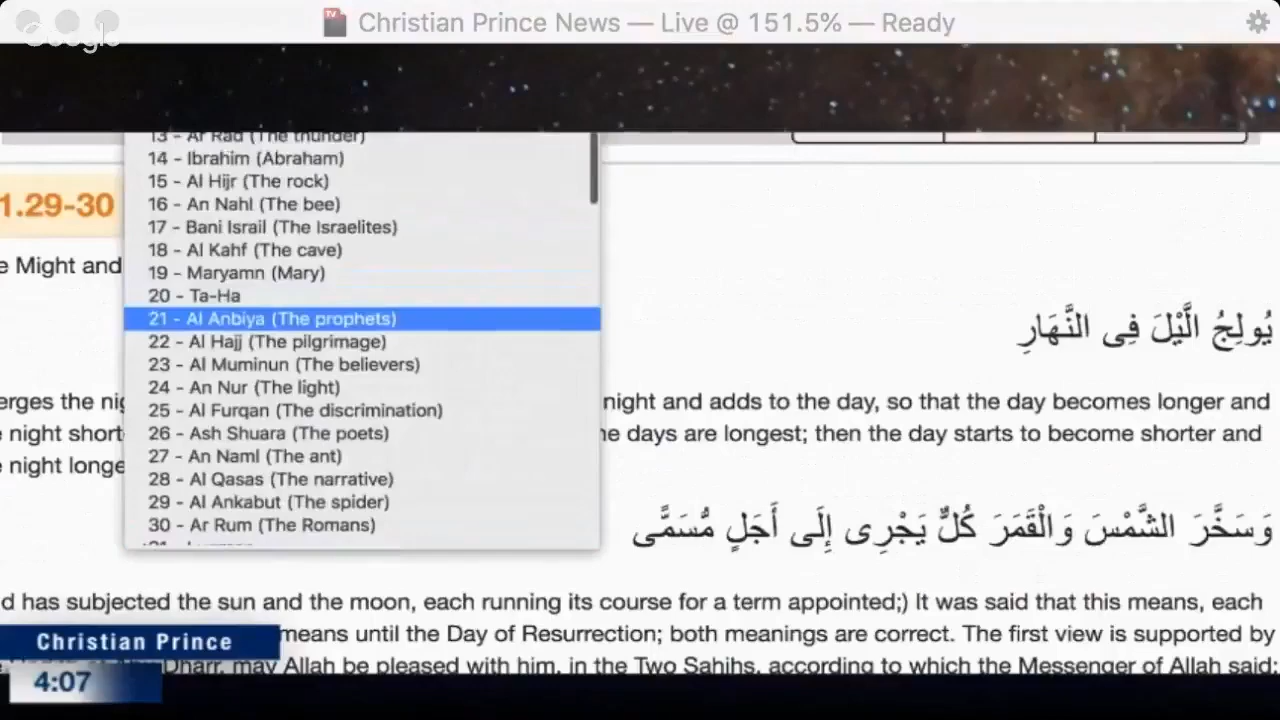 Christian Prince News — Live @ 151.5% — Ready
Google
13 - Ar Rad (The thunder)
14 - Ibrahim (Abraham)
15 - Al Hijr (The rock)
16 - An Nahl (The bee)
17 - Bani Israil (The Israelites)
18 - Al Kahf (The cave)
19 - Maryamn (Mary)
20 - Ta-Ha
21 - Al Anbiya (The prophets)
22 - Al Hajj (The pilgrimage)
23 - Al Muminun (The believers)
24 - An Nur (The light)
25 - Al Furqan (The discrimination)
26 - Ash Shuara (The poets)
27 - An Naml (The ant)
28 - Al Qasas (The narrative)
29 - Al Ankabut (The spider)
30 - Ar Rum (The Romans)
1.29-30
e Might and
يُولِجُ الَّيْلَ فِى النَّهَارِ
erges the nig night and adds to the day, so that the day becomes longer and
e night short he days are longest; then the day starts to become shorter and
e night longe
وَسَخَّرَ الشَّمْسَ وَالْقَمَرَ كُلٌّ يَجْرِى إِلَى أَجَلٍ مُّسَمًّى
d has subjected the sun and the moon, each running its course for a term appointed;) It was said that this means, each
means until the Day of Resurrection; both meanings are correct. The first view is supported by
Dharr, may Allah be pleased with him, in the Two Sahihs, according to which the Messenger of Allah said:
Christian Prince
4:07